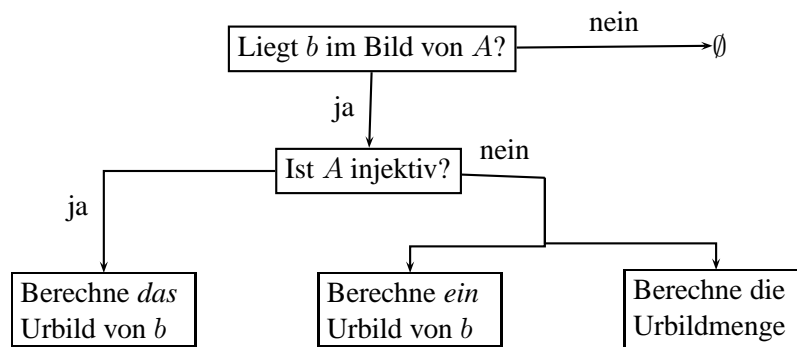 nein
Liegt b im Bild von A?
∅
ja
Ist A injektiv?
nein
ja
Berechne das
Urbild von b
Berechne ein
Urbild von b
Berechne die
Urbildmenge